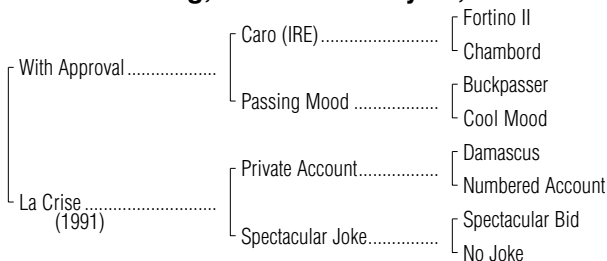 Fortino II
Caro (IRE)
Chambord
With Approval
Buckpasser
Passing Mood
Cool Mood
Damascus
Private Account
Numbered Account
La Crise
(1991)
Spectacular Bid
Spectacular Joke
No Joke